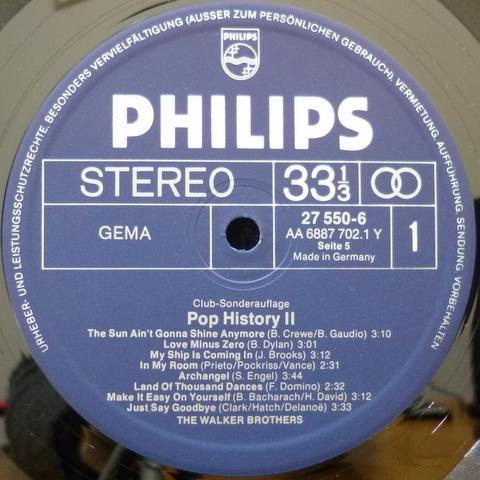 URHEBER- UND LEISTUNGSSCHUTZRECHTE. BESONDERS VERVIELFÄLTIGUNG (AUSSER ZUM PERSÖNLICHEN GEBRAUCH), VERMIETUNG. AUFFÜHRUNG. SENDUNG VORBEHALTEN
PHILIPS
PHILIPS
STEREO
33 1/3
GEMA
27 550-6
AA 6887 702.1 Y
Seite 5
Made in Germany
1
Club-Sonderauflage
Pop History II
The Sun Ain't Gonna Shine Anymore (B. Crewe/B. Gaudio) 3:10
Love Minus Zero (B. Dylan) 3:01
My Ship Is Coming In (J. Brooks) 3:12
In My Room (Prieto/Pockriss/Vance) 2:31
Archangel (S. Engel) 3:44
Land Of Thousand Dances (F. Domino) 2:32
Make It Easy On Yourself (B. Bacharach/H. David) 3:12
Just Say Goodbye (Clark/Hatch/Delanoë) 3:33
THE WALKER BROTHERS